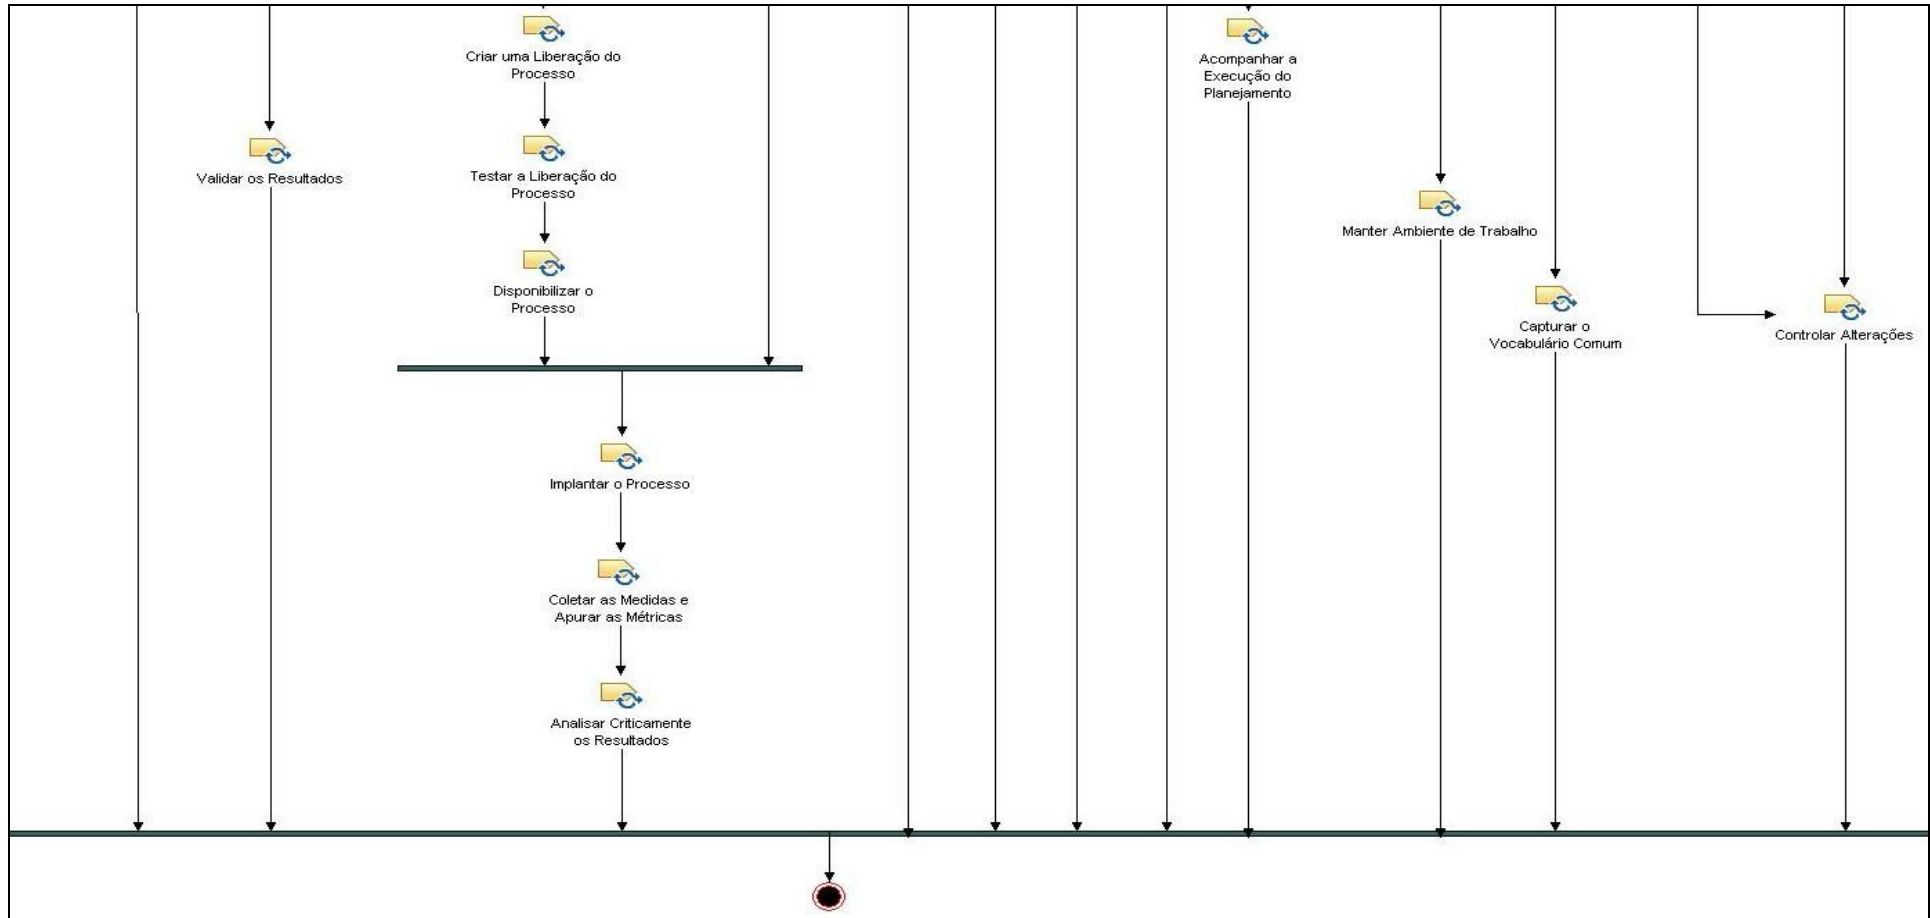 Criar uma Liberação do
Processo
Acompanhar a
Execução do
Planejamento
Validar os Resultados
Testar a Liberação do
Processo
Manter Ambiente de Trabalho
Disponibilizar o
Processo
Capturar o
Vocabulário Comum
Controlar Alterações
Implantar o Processo
Coletar as Medidas e
Apurar as Métricas
Analisar Criticamente
os Resultados